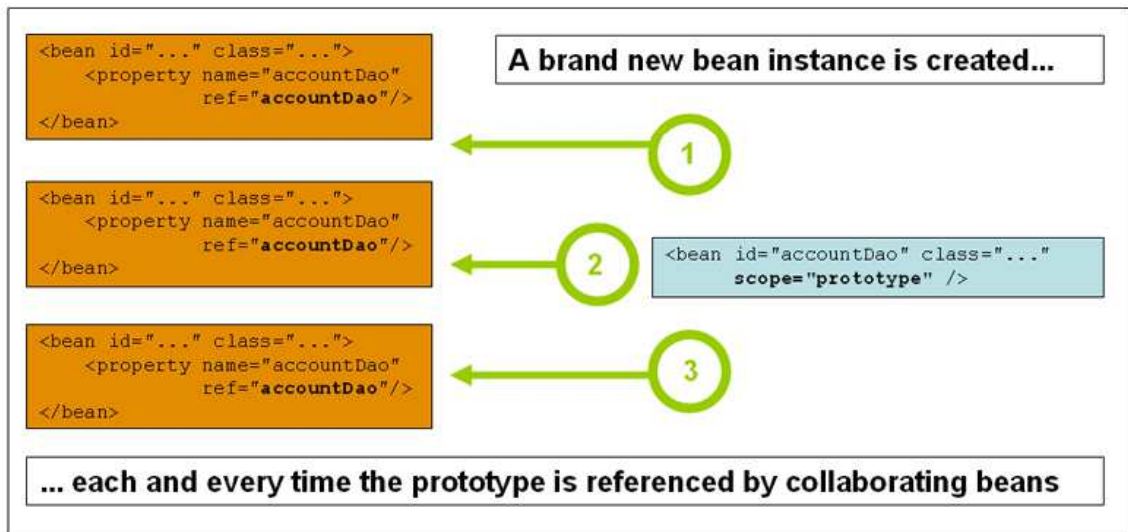 <bean id="..." class="...">
<property name="accountDao"
ref="accountDao"/>
</bean>
A brand new bean instance is created...
1
<bean id="..." class="...">
<property name="accountDao"
ref="accountDao"/>
</bean>
2
<bean id="accountDao" class="..."
scope="prototype" />
<bean id="..." class="...">
<property name="accountDao"
ref="accountDao"/>
</bean>
3
... each and every time the prototype is referenced by collaborating beans